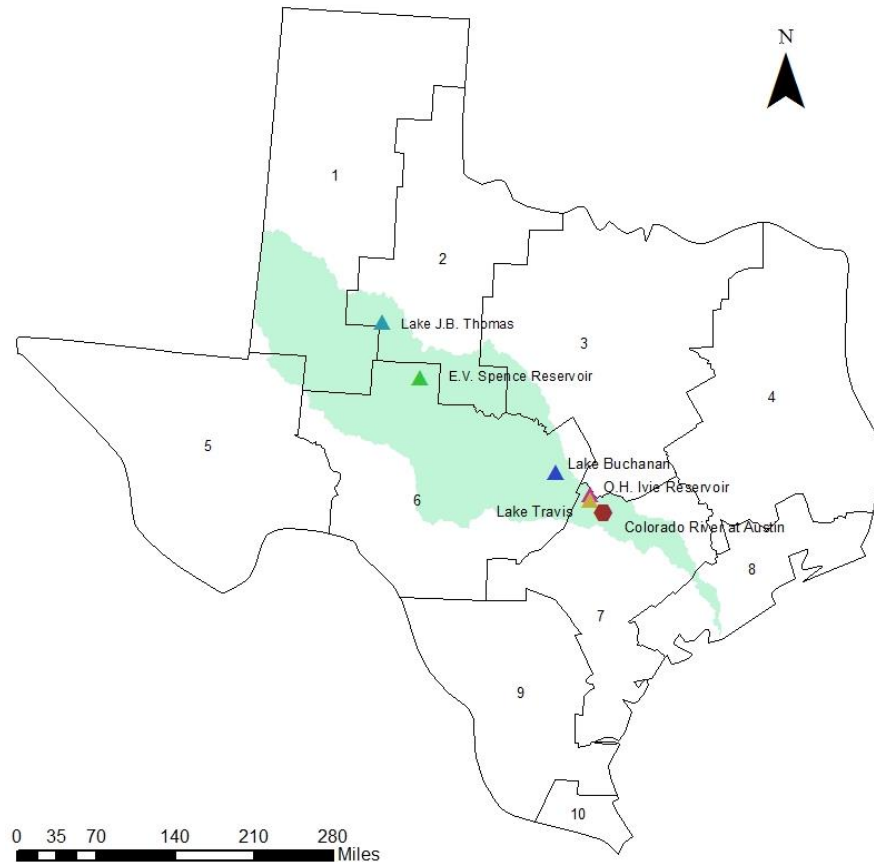 N
1
2
Lake J.B. Thomas
3
E.V. Spence Reservoir
4
5
Lake Buchanan
O.H. Ivie Reservoir
6
Lake Travis
Colorado River at Austin
8
7
9
10
0 35 70 140 210 280
Miles